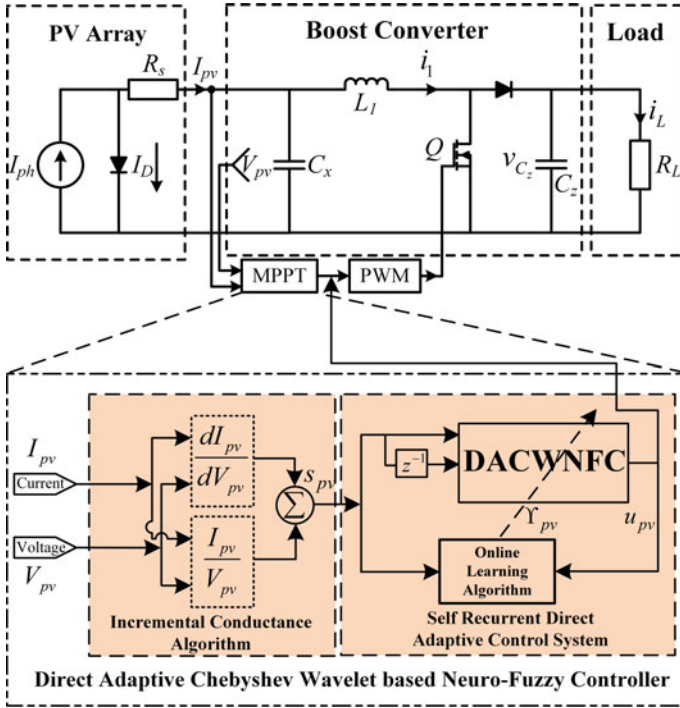 PV Array
Boost Converter
Load
R_s
I_pv
L_1
i_1
I_ph
I_D
V_pv
C_x
Q
v_{C_z}
C_z
i_L
R_L
MPPT
PWM
I_pv
Current
Voltage
V_pv
dI_pv
dV_pv
I_pv
V_pv
Σ
s_pv
z^{-1}
DACWNFC
ϒ_pv
u_pv
Online
Learning
Algorithm
Incremental Conductance
Algorithm
Self Recurrent Direct
Adaptive Control System
Direct Adaptive Chebyshev Wavelet based Neuro-Fuzzy Controller